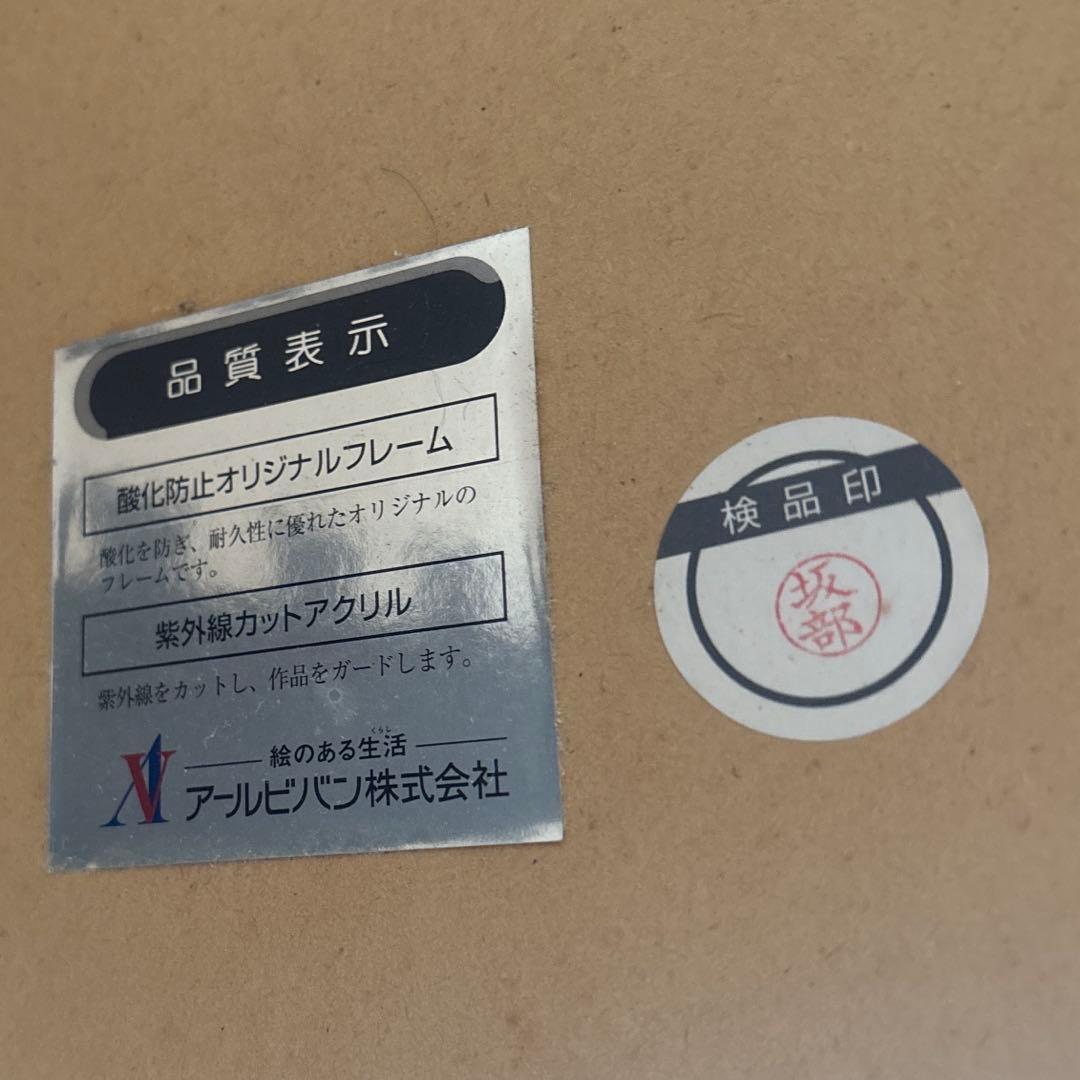 品質表示
酸化防止オリジナルフレーム
酸化を防ぎ、耐久性に優れたオリジナルの
フレームです。
紫外線カットアクリル
紫外線をカットし、作品をガードします。
くらし
絵のある生活
アールビバン株式会社
検品印
坂部